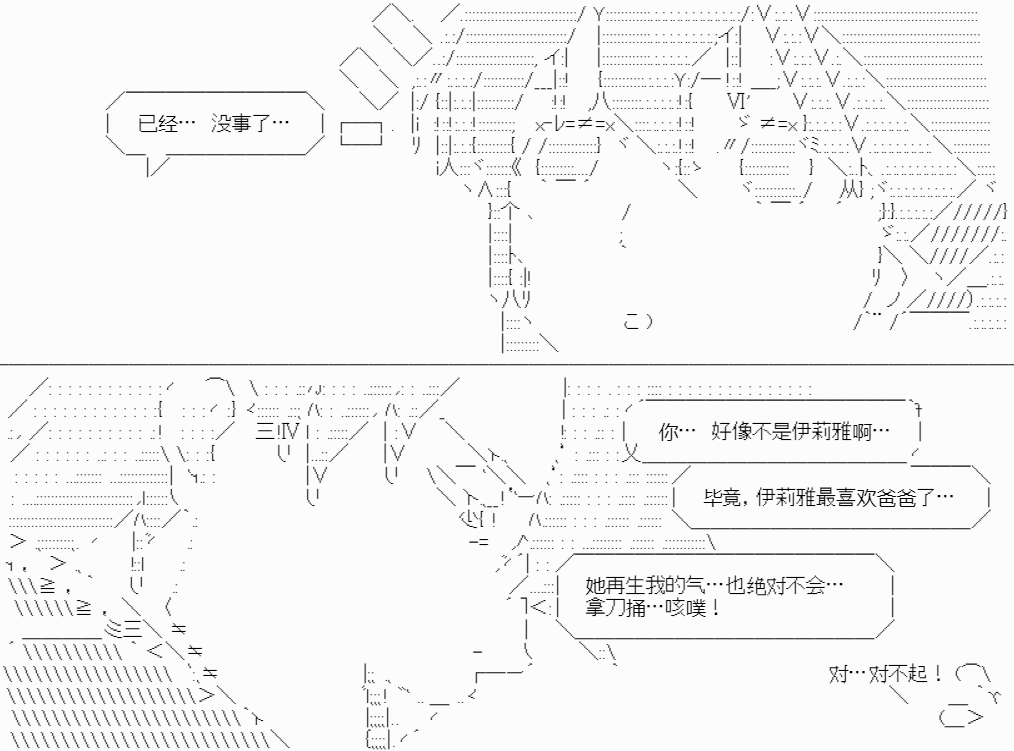 已经… 没事了…
你… 好像不是伊莉雅啊…
毕竟，伊莉雅最喜欢爸爸了…
她再生我的气…也绝对不会…
拿刀捅…咳噗！
对…对不起！